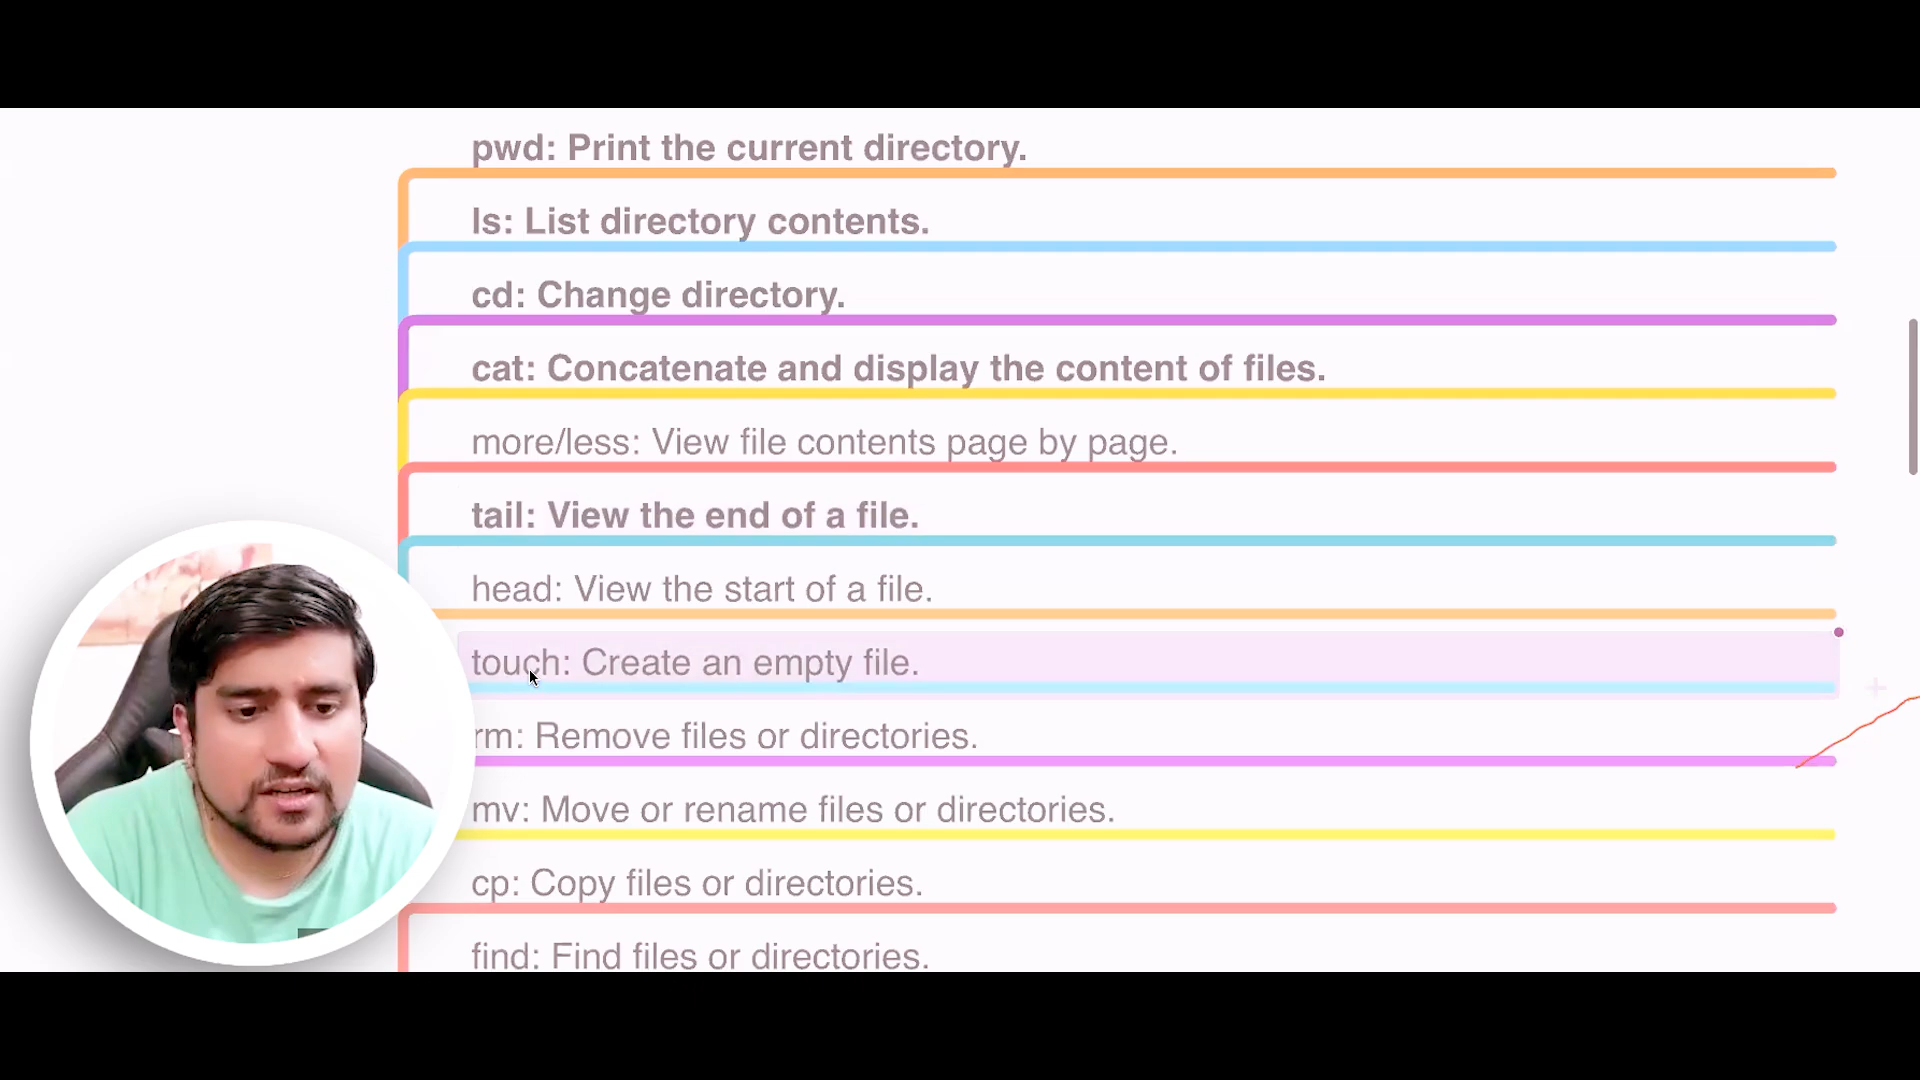 pwd: Print the current directory.
ls: List directory contents.
cd: Change directory.
cat: Concatenate and display the content of files.
more/less: View file contents page by page.
tail: View the end of a file.
head: View the start of a file.
touch: Create an empty file.
rm: Remove files or directories.
mv: Move or rename files or directories.
cp: Copy files or directories.
find: Find files or directories.